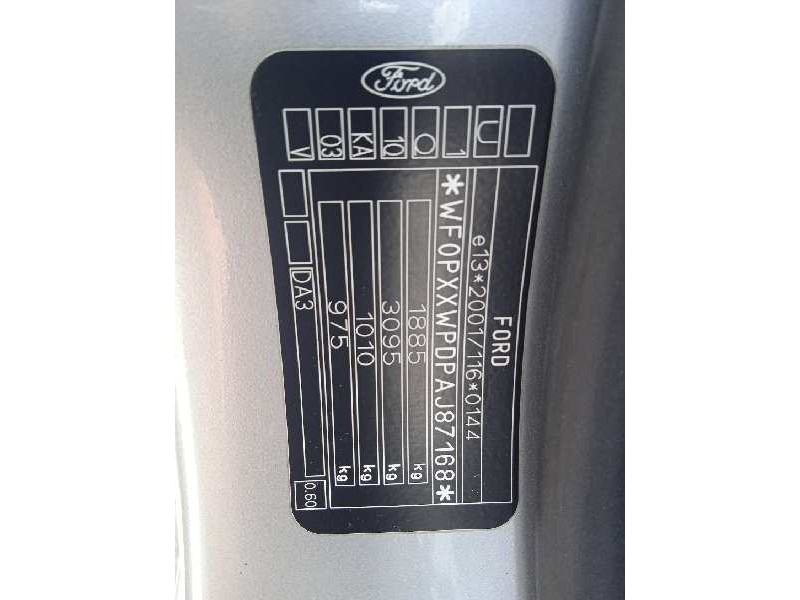 Ford
FORD
e13*2001/116*0144
*WF0PXXWPDPAJ87168*
1885 kg
3095 kg
1010 kg
975 kg
DA3
0.60
U
1
Q
1Q
KA
03
V